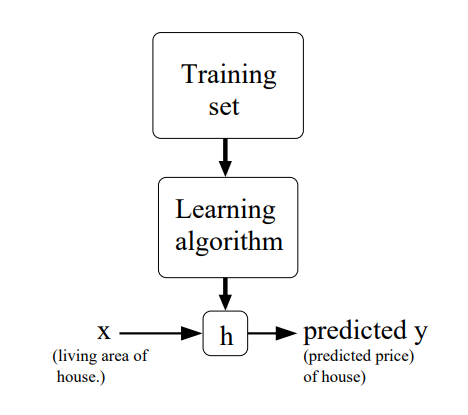 Training
set
Learning
algorithm
x
h
predicted y
(living area of
house.)
(predicted price)
of house)